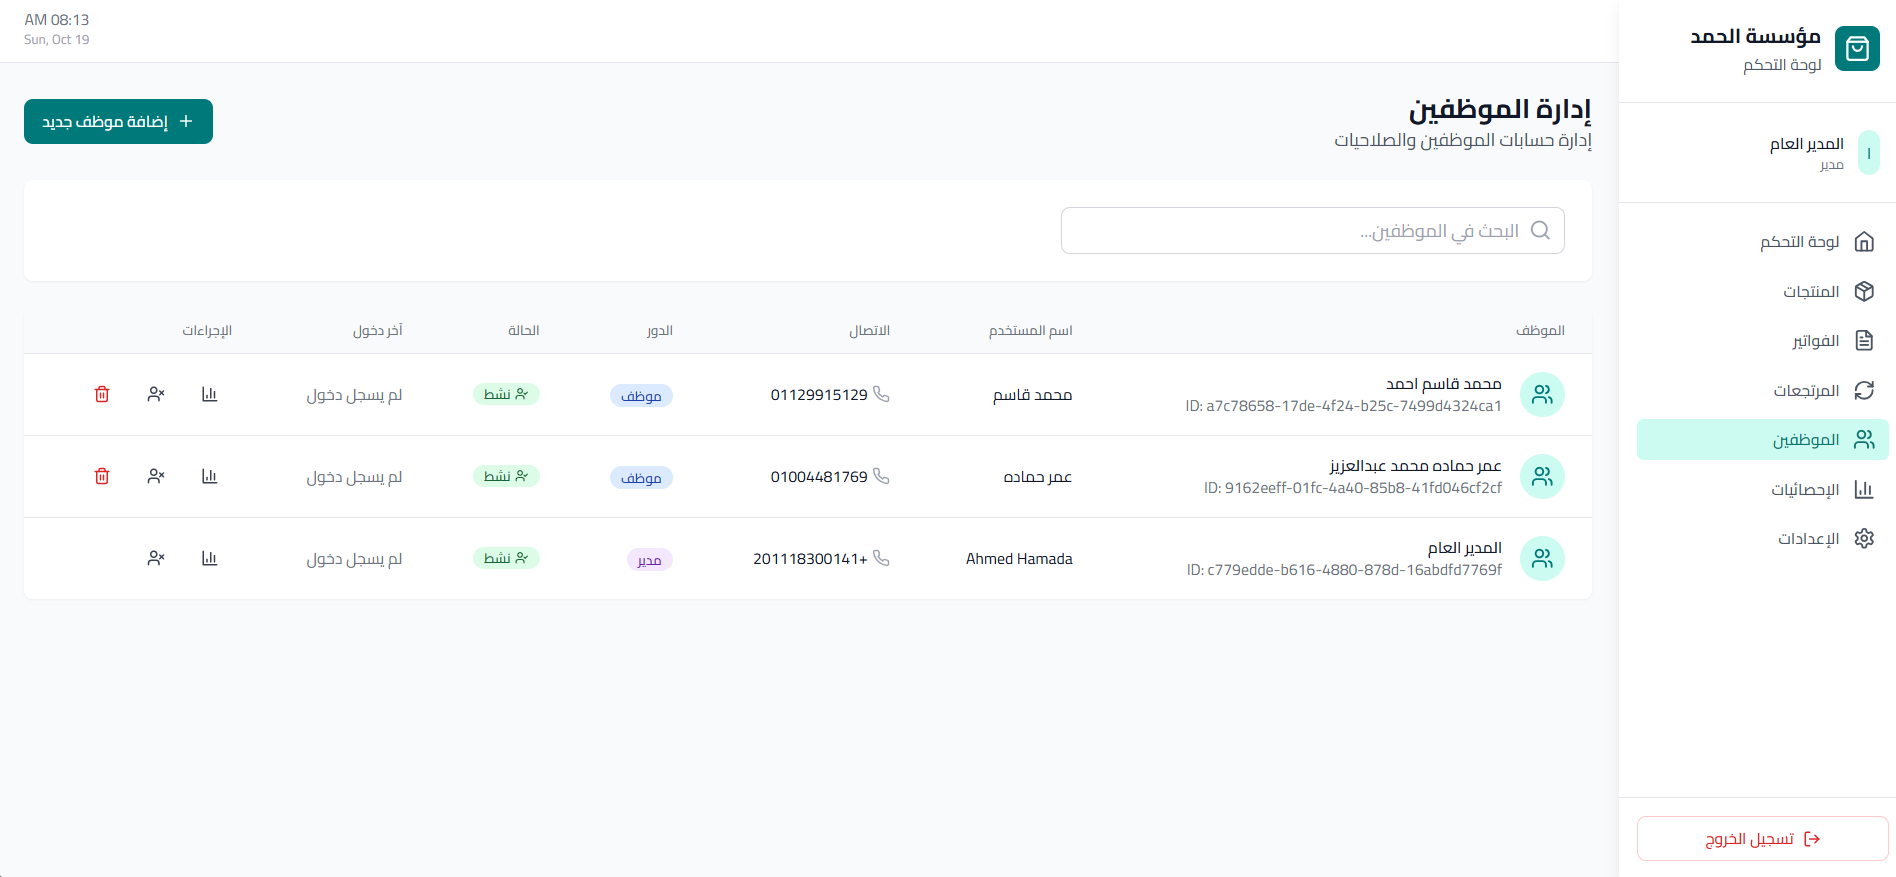 مؤسسة الحمد
لوحة التحكم
المدير العام
مدير
ا
لوحة التحكم
المنتجات
الفواتير
المرتجعات
الموظفين
الإحصائيات
الإعدادات
تسجيل الخروج
AM 08:13
Sun, Oct 19
إدارة الموظفين
إدارة حسابات الموظفين والصلاحيات
إضافة موظف جديد
البحث في الموظفين...
الموظف اسم المستخدم الاتصال الدور الحالة آخر دخول الإجراءات
محمد قاسم احمد
ID: a7c78658-17de-4f24-b25c-7499d4324ca1
محمد قاسم 01129915129 موظف نشط لم يسجل دخول
عمر حماده محمد عبدالعزيز
ID: 9162eeff-01fc-4a40-85b8-41fd046cf2cf
عمر حماده 01004481769 موظف نشط لم يسجل دخول
المدير العام
ID: c779edde-b616-4880-878d-16abdfd7769f
Ahmed Hamada 201118300141+ مدير نشط لم يسجل دخول